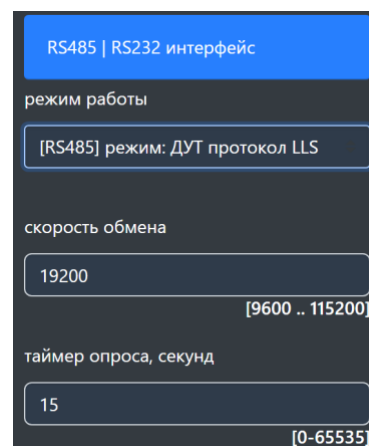 RS485 | RS232 интерфейс
режим работы
[RS485] режим: ДУТ протокол LLS
скорость обмена
19200
[9600 .. 115200]
таймер опроса, секунд
15
[0-65535]